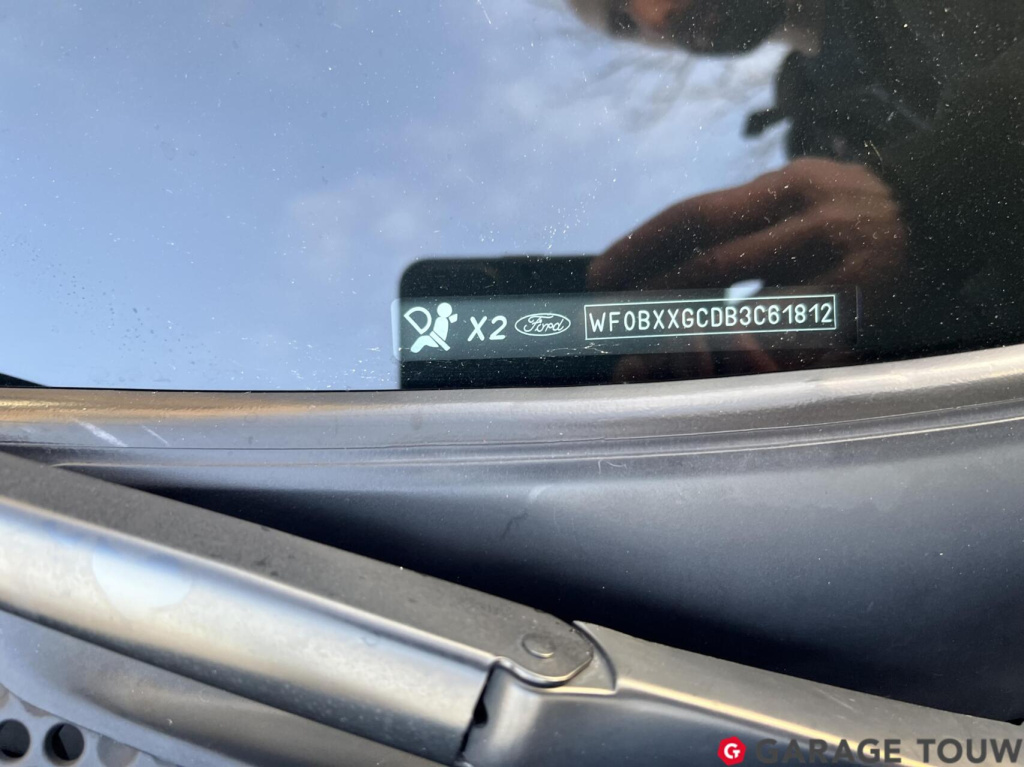 X2 Ford WF0BXXGCDB3C61812
GARAGE TOUW